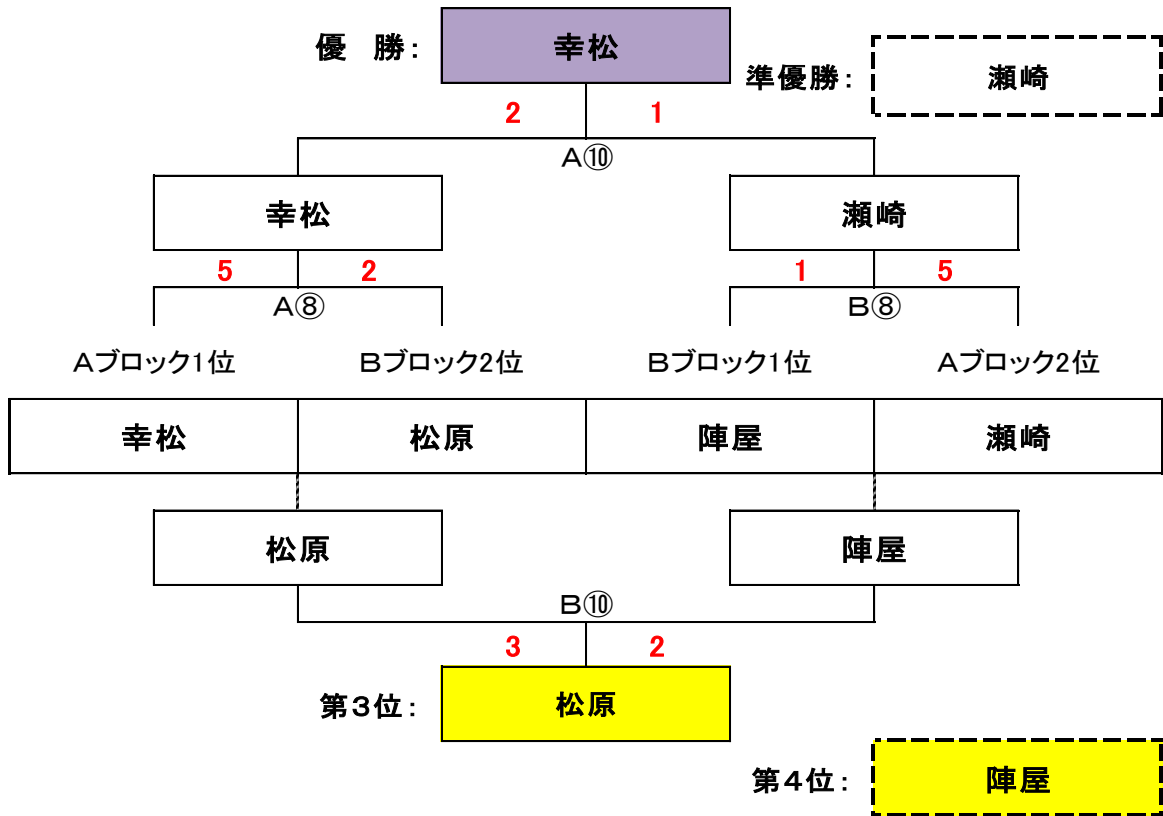 優 勝: 幸松
準優勝: 瀬崎
2 1
A⑩
幸松 瀬崎
5 2 1 5
A⑧ B⑧
Aブロック1位 Bブロック2位 Bブロック1位 Aブロック2位
幸松 松原 陣屋 瀬崎
松原 陣屋
B⑩
3 2
第3位: 松原
第4位: 陣屋